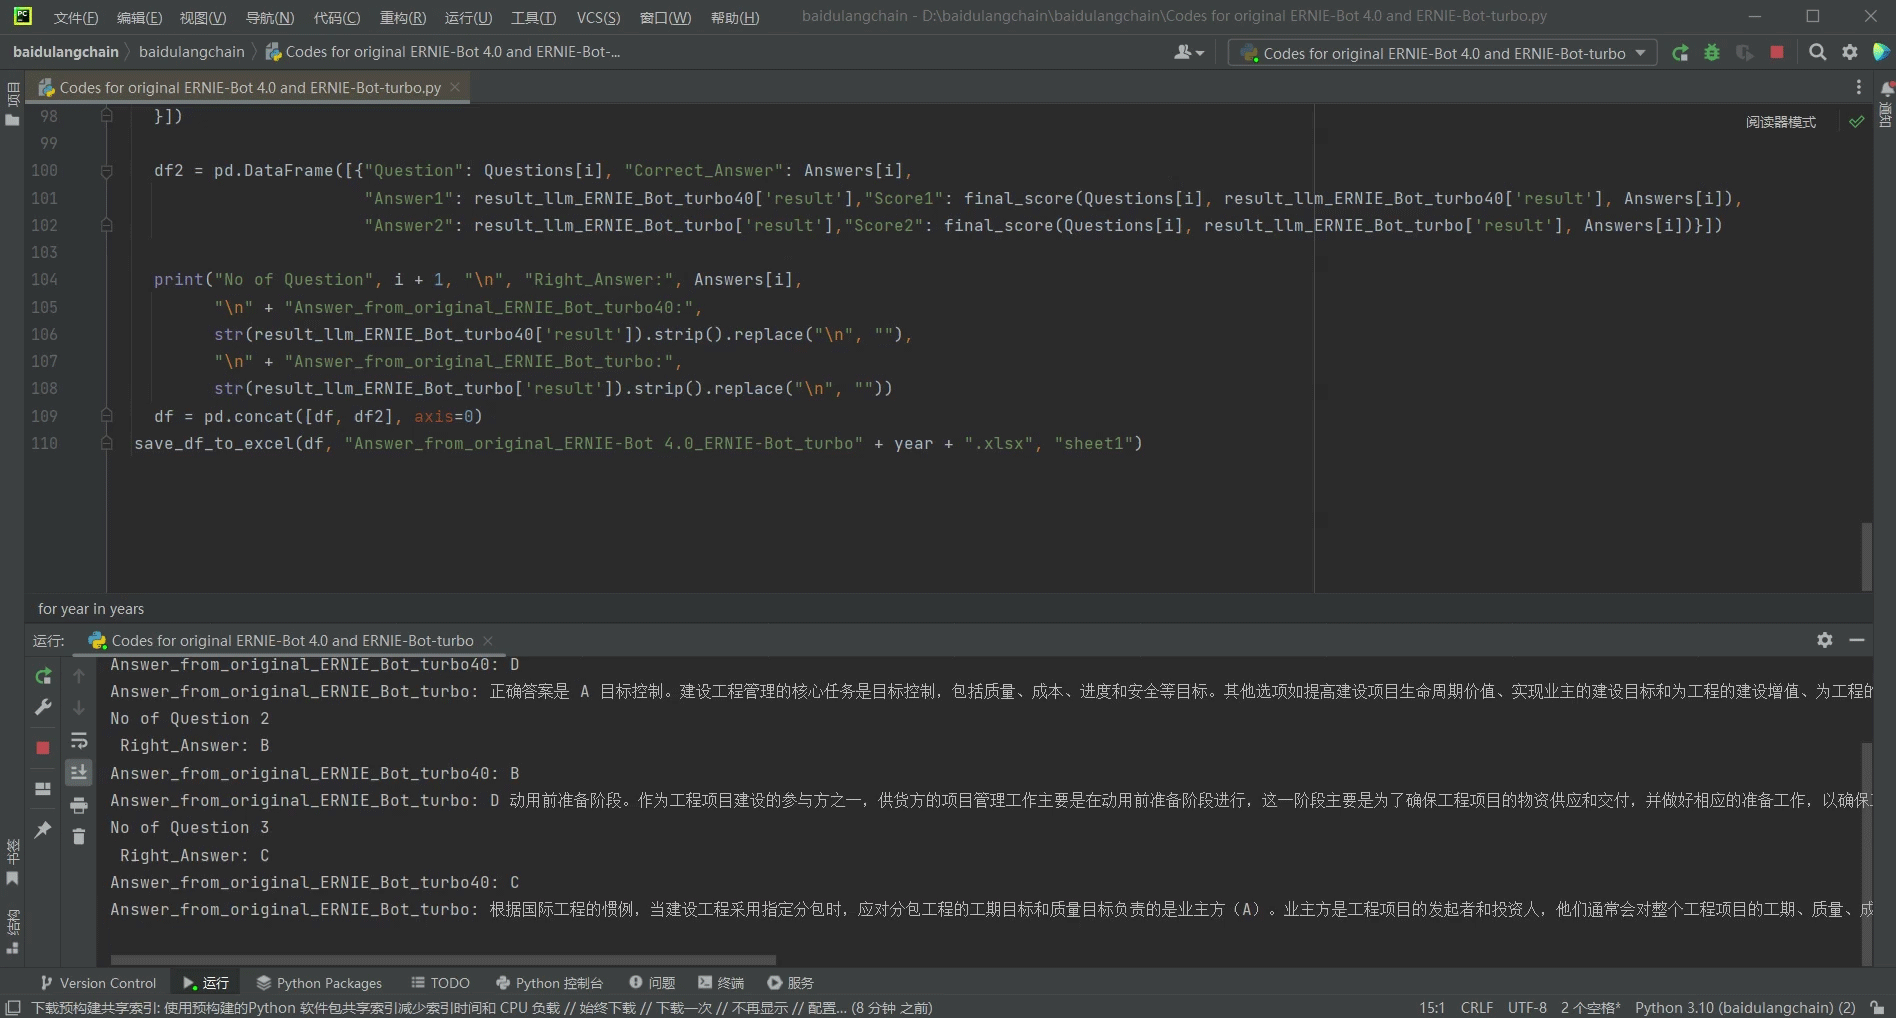 文件(F) 编辑(E) 视图(V) 导航(N) 代码(C) 重构(R) 运行(U) 工具(T) VCS(S) 窗口(W) 帮助(H) baidulangchain - D:\baidulangchain\baidulangchain\Codes for original ERNIE-Bot 4.0 and ERNIE-Bot-turbo.py
baidulangchain baidulangchain Codes for original ERNIE-Bot 4.0 and ERNIE-Bot-... Codes for original ERNIE-Bot 4.0 and ERNIE-Bot-turbo
项目
Codes for original ERNIE-Bot 4.0 and ERNIE-Bot-turbo.py
通知
阅读器模式
98 }])
99
100 df2 = pd.DataFrame([{"Question": Questions[i], "Correct_Answer": Answers[i],
101 "Answer1": result_llm_ERNIE_Bot_turbo40['result'],"Score1": final_score(Questions[i], result_llm_ERNIE_Bot_turbo40['result'], Answers[i]),
102 "Answer2": result_llm_ERNIE_Bot_turbo['result'],"Score2": final_score(Questions[i], result_llm_ERNIE_Bot_turbo['result'], Answers[i])}])
103
104 print("No of Question", i + 1, "\n", "Right_Answer:", Answers[i],
105 "\n" + "Answer_from_original_ERNIE_Bot_turbo40:",
106 str(result_llm_ERNIE_Bot_turbo40['result']).strip().replace("\n", ""),
107 "\n" + "Answer_from_original_ERNIE_Bot_turbo:",
108 str(result_llm_ERNIE_Bot_turbo['result']).strip().replace("\n", ""))
109 df = pd.concat([df, df2], axis=0)
110 save_df_to_excel(df, "Answer_from_original_ERNIE-Bot 4.0_ERNIE-Bot_turbo" + year + ".xlsx", "sheet1")
for year in years
运行: Codes for original ERNIE-Bot 4.0 and ERNIE-Bot-turbo
Answer_from_original_ERNIE_Bot_turbo40: D
Answer_from_original_ERNIE_Bot_turbo: 正确答案是 A 目标控制。建设工程管理的核心任务是目标控制，包括质量、成本、进度和安全等目标。其他选项如提高建设项目生命周期价值、实现业主的建设目标和为工程的建设增值、为工程的
No of Question 2
Right_Answer: B
Answer_from_original_ERNIE_Bot_turbo40: B
Answer_from_original_ERNIE_Bot_turbo: D 动用前准备阶段。作为工程项目建设的参与方之一，供货方的项目管理工作主要是在动用前准备阶段进行，这一阶段主要是为了确保工程项目的物资供应和交付，并做好相应的准备工作，以确保
No of Question 3
Right_Answer: C
Answer_from_original_ERNIE_Bot_turbo40: C
Answer_from_original_ERNIE_Bot_turbo: 根据国际工程的惯例，当建设工程采用指定分包时，应对分包工程的工期目标和质量目标负责的是业主方（A）。业主方是工程项目的发起者和投资人，他们通常会对整个工程项目的工期、质量、成
书签
结构
Version Control 运行 Python Packages TODO Python 控制台 问题 终端 服务
下载预构建共享索引: 使用预构建的Python 软件包共享索引减少索引时间和 CPU 负载 // 始终下载 // 下载一次 // 不再显示 // 配置... (8 分钟 之前) 15:1 CRLF UTF-8 2 个空格* Python 3.10 (baidulangchain) (2)